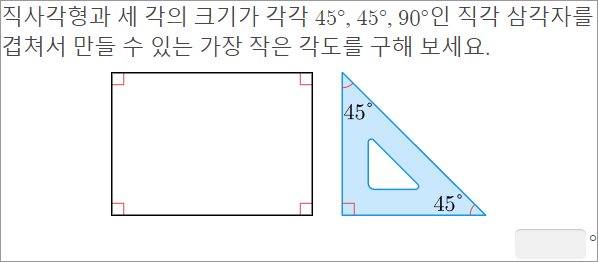 직사각형과 세 각의 크기가 각각 45°, 45°, 90°인 직각 삼각자를
겹쳐서 만들 수 있는 가장 작은 각도를 구해 보세요.
45°
45°
°